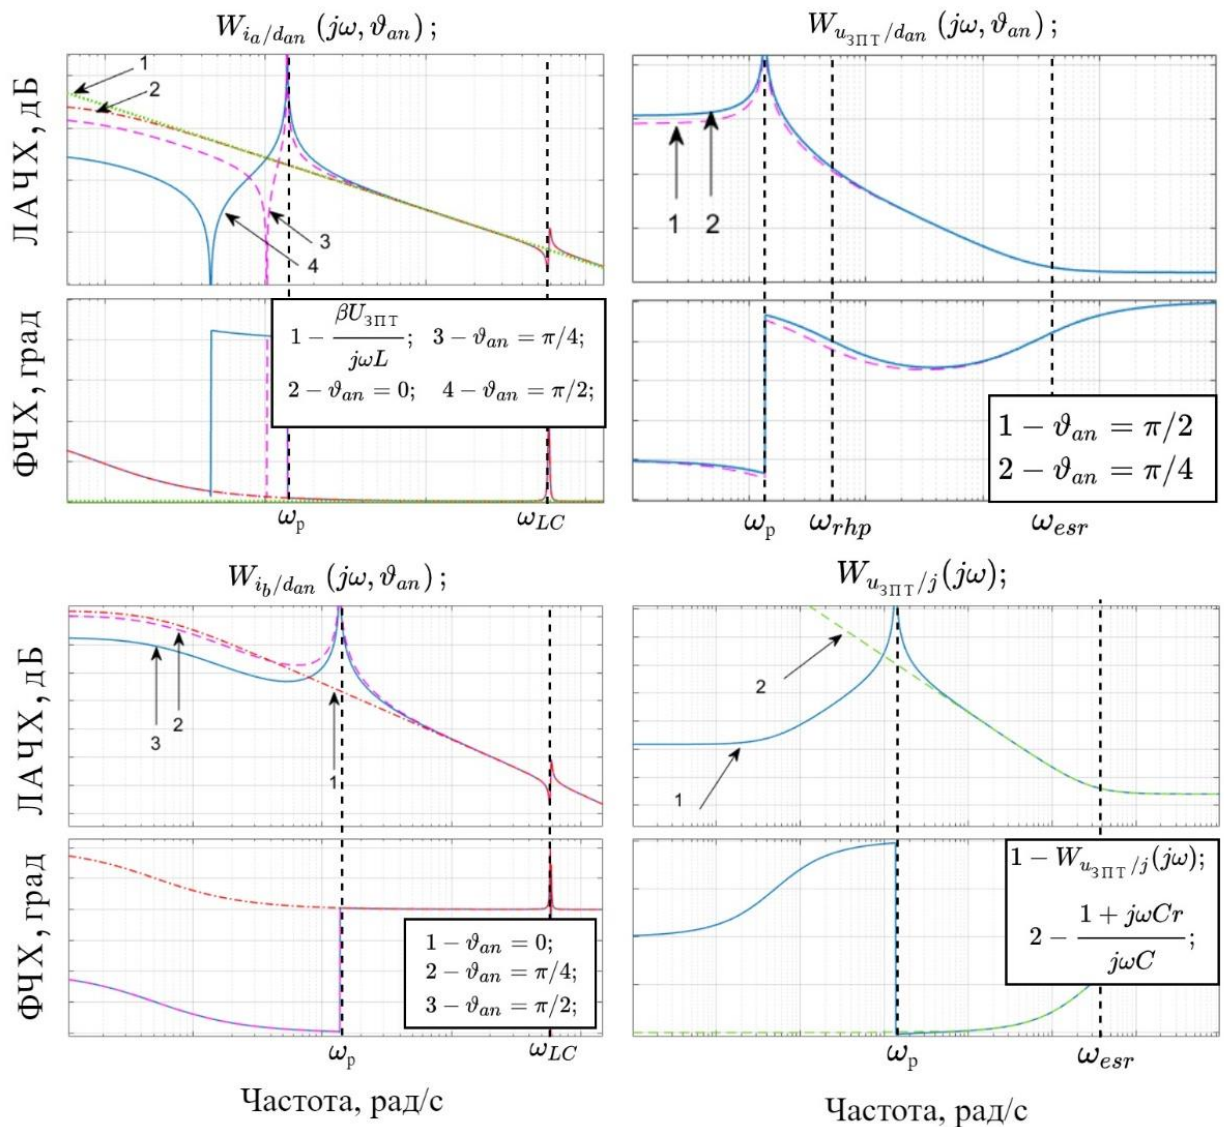 W_{i_a/d_{an}} (jω, ϑ_{an});
ЛАЧХ, дБ
1
2
3
4
ФЧХ, град
1 − βU_{ЗПТ}/jωL; 3 − ϑ_{an} = π/4;
2 − ϑ_{an} = 0; 4 − ϑ_{an} = π/2;
ω_р
ω_{LC}
W_{u_{ЗПТ}/d_{an}} (jω, ϑ_{an});
1
2
1 − ϑ_{an} = π/2
2 − ϑ_{an} = π/4
ω_р
ω_{rhp}
ω_{esr}
W_{i_b/d_{an}} (jω, ϑ_{an});
ЛАЧХ, дБ
3
2
1
ФЧХ, град
1 − ϑ_{an} = 0;
2 − ϑ_{an} = π/4;
3 − ϑ_{an} = π/2;
ω_р
ω_{LC}
Частота, рад/с
W_{u_{ЗПТ}/j}(jω);
2
1
1 − W_{u_{ЗПТ}/j}(jω);
2 − (1 + jωCr)/jωC;
ω_р
ω_{esr}
Частота, рад/с